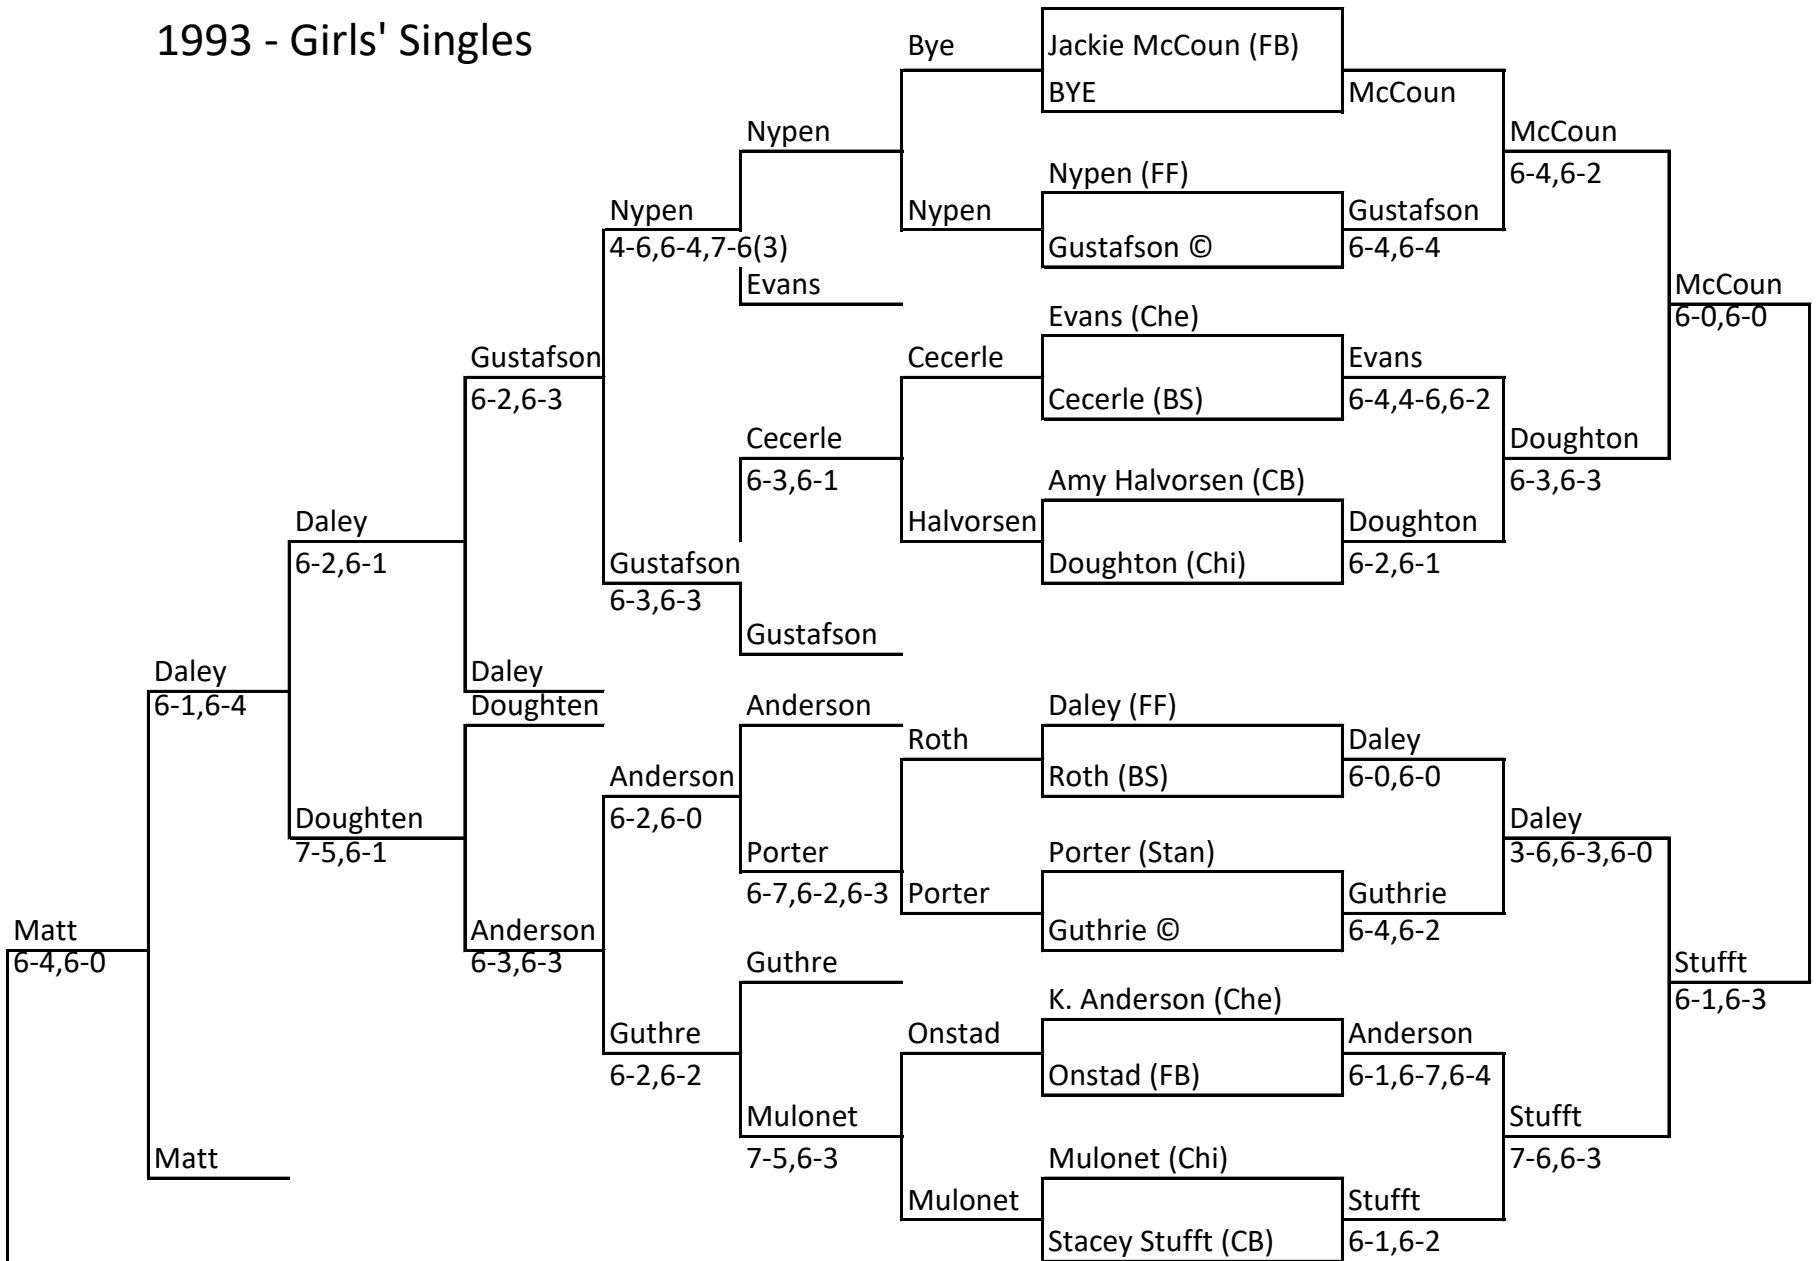 1993 - Girls' Singles
Bye
Jackie McCoun (FB)
BYE
McCoun
Nypen
McCoun
6-4,6-2
Nypen (FF)
Nypen
4-6,6-4,7-6(3)
Nypen
Gustafson ©
Gustafson
6-4,6-4
Evans
McCoun
6-0,6-0
Evans (Che)
Gustafson
6-2,6-3
Cecerle
Cecerle (BS)
Evans
6-4,4-6,6-2
Cecerle
6-3,6-1
Doughton
6-3,6-3
Amy Halvorsen (CB)
Daley
6-2,6-1
Halvorsen
Doughton (Chi)
Doughton
6-2,6-1
Gustafson
6-3,6-3
Gustafson
Daley
6-1,6-4
Daley
Doughten
Anderson
Daley (FF)
Roth
Roth (BS)
Daley
6-0,6-0
Anderson
6-2,6-0
Doughten
7-5,6-1
Daley
3-6,6-3,6-0
Porter
6-7,6-2,6-3
Porter (Stan)
Porter
Guthrie ©
Guthrie
6-4,6-2
Matt
6-4,6-0
Anderson
6-3,6-3
Guthre
Stufft
6-1,6-3
K. Anderson (Che)
Guthre
6-2,6-2
Onstad
Onstad (FB)
Anderson
6-1,6-7,6-4
Mulonet
7-5,6-3
Stufft
7-6,6-3
Matt
Mulonet (Chi)
Mulonet
Stacey Stufft (CB)
Stufft
6-1,6-2